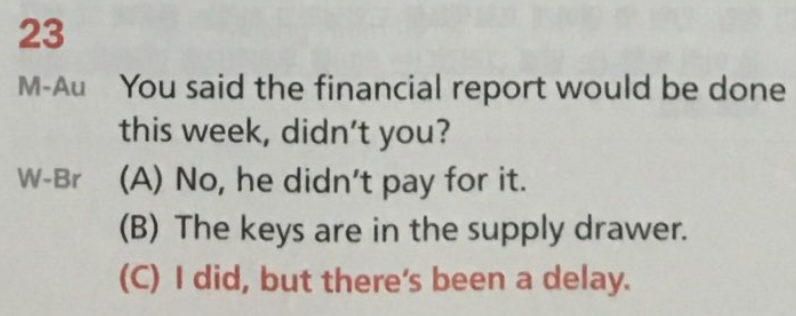 23
M-Au You said the financial report would be done
this week, didn't you?
W-Br (A) No, he didn't pay for it.
(B) The keys are in the supply drawer.
(C) I did, but there's been a delay.